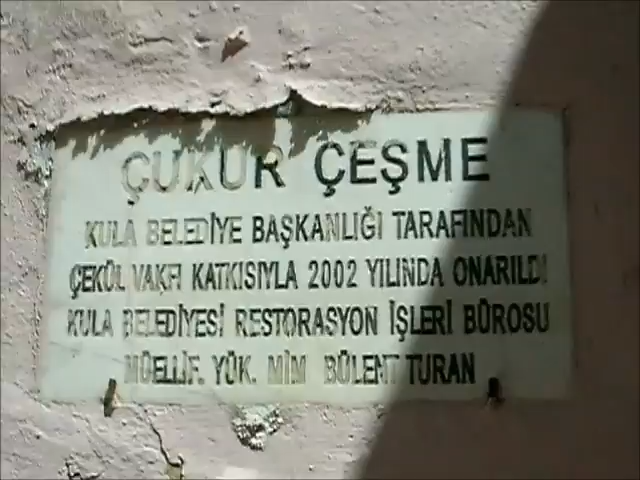 ÇUKUR ÇEŞME
KULA BELEDİYE BAŞKANLIĞI TARAFINDAN
ÇEKÜL VAKFI KATKISIYLA 2002 YILINDA ONARILDI
KULA BELEDİYESİ RESTORASYON İŞLERİ BÜROSU
MÜELLİF. YÜK. MİM BÜLENT TURAN